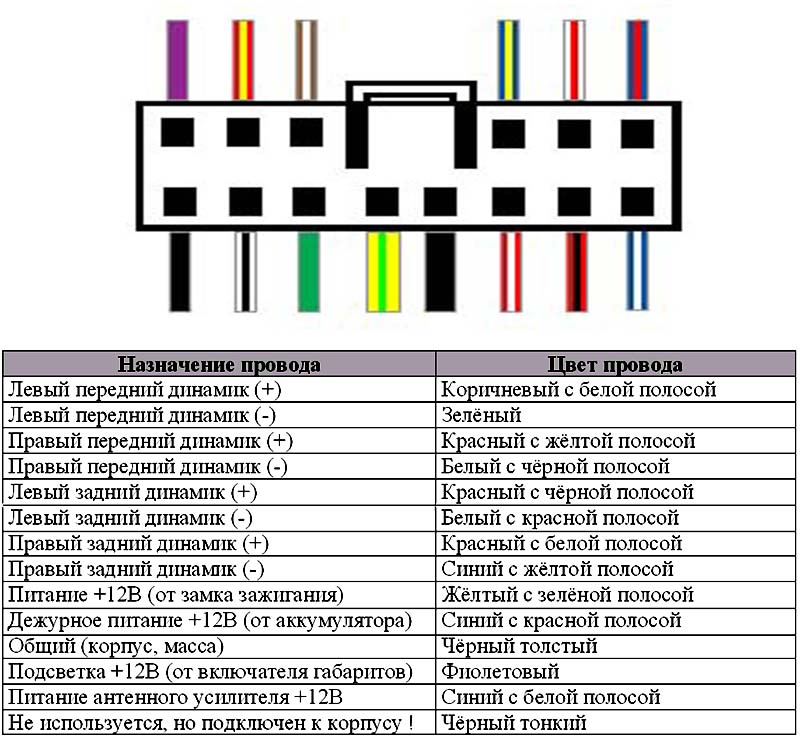 Назначение провода Цвет провода
Левый передний динамик (+) Коричневый с белой полосой
Левый передний динамик (-) Зелёный
Правый передний динамик (+) Красный с жёлтой полосой
Правый передний динамик (-) Белый с чёрной полосой
Левый задний динамик (+) Красный с чёрной полосой
Левый задний динамик (-) Белый с красной полосой
Правый задний динамик (+) Красный с белой полосой
Правый задний динамик (-) Синий с жёлтой полосой
Питание +12В (от замка зажигания) Жёлтый с зелёной полосой
Дежурное питание +12В (от аккумулятора) Синий с красной полосой
Общий (корпус, масса) Чёрный толстый
Подсветка +12В (от включателя габаритов) Фиолетовый
Питание антенного усилителя +12В Синий с белой полосой
Не используется, но подключен к корпусу ! Чёрный тонкий